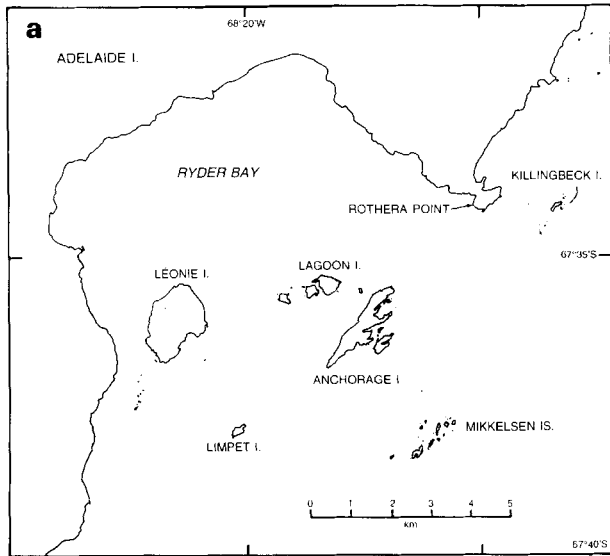 a
68°20'W
ADELAIDE I.
RYDER BAY
KILLINGBECK I.
ROTHERA POINT
67°35'S
LAGOON I.
LÉONIE I.
ANCHORAGE I
MIKKELSEN IS.
LIMPET I.
0 1 2 3 4 5
km
67°40'S